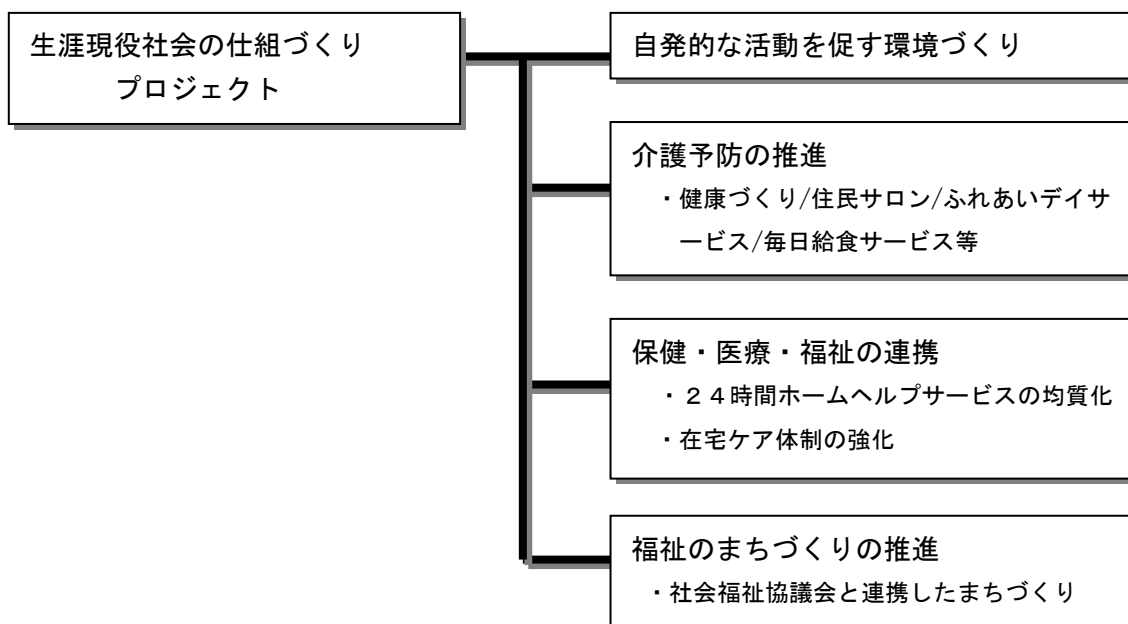 生涯現役社会の仕組づくり
プロジェクト
自発的な活動を促す環境づくり
介護予防の推進
・健康づくり/住民サロン/ふれあいデイサ
ービス/毎日給食サービス等
保健・医療・福祉の連携
・２４時間ホームヘルプサービスの均質化
・在宅ケア体制の強化
福祉のまちづくりの推進
・社会福祉協議会と連携したまちづくり